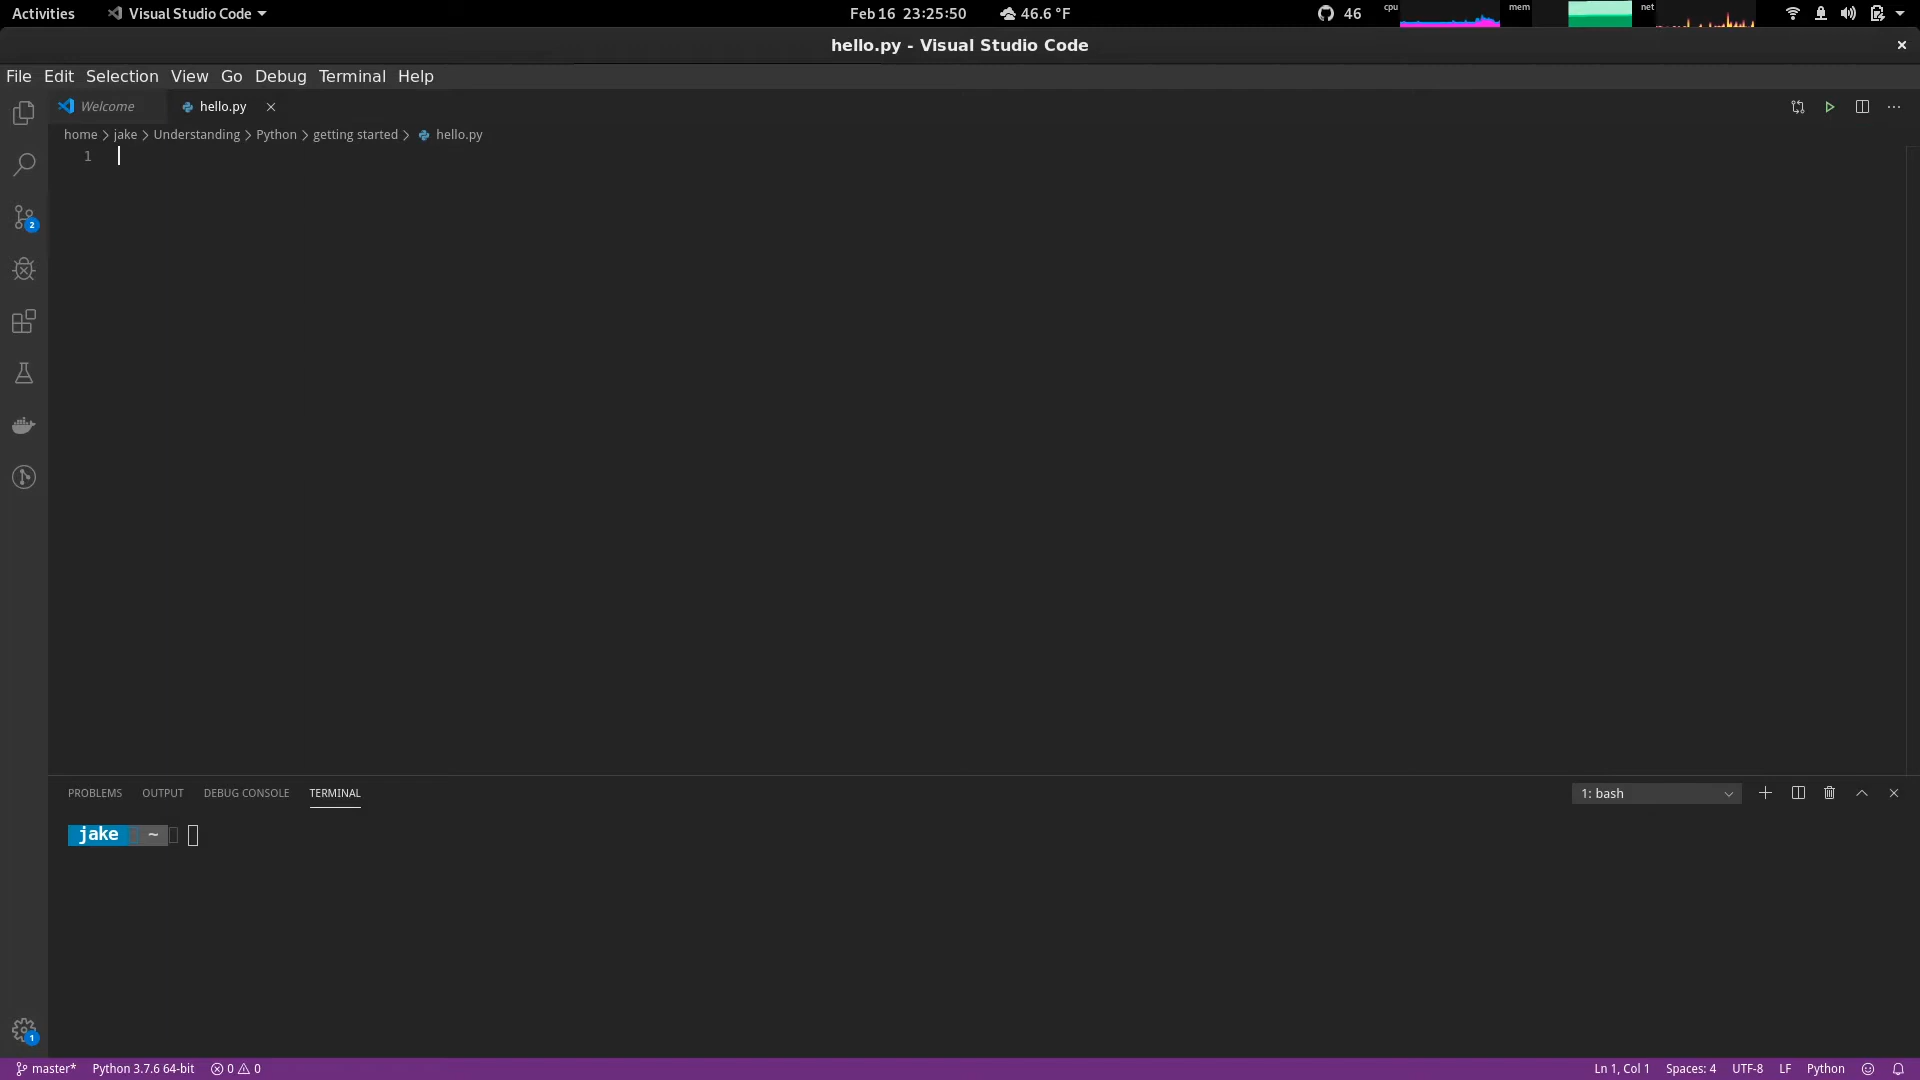 Activities Visual Studio Code Feb 16 23:25:50 46.6 °F 46 cpu mem net
hello.py - Visual Studio Code
File Edit Selection View Go Debug Terminal Help
Welcome hello.py
home jake Understanding Python getting started hello.py
1
2
PROBLEMS OUTPUT DEBUG CONSOLE TERMINAL 1: bash
jake ~
1
master* Python 3.7.6 64-bit 0 0 Ln 1, Col 1 Spaces: 4 UTF-8 LF Python